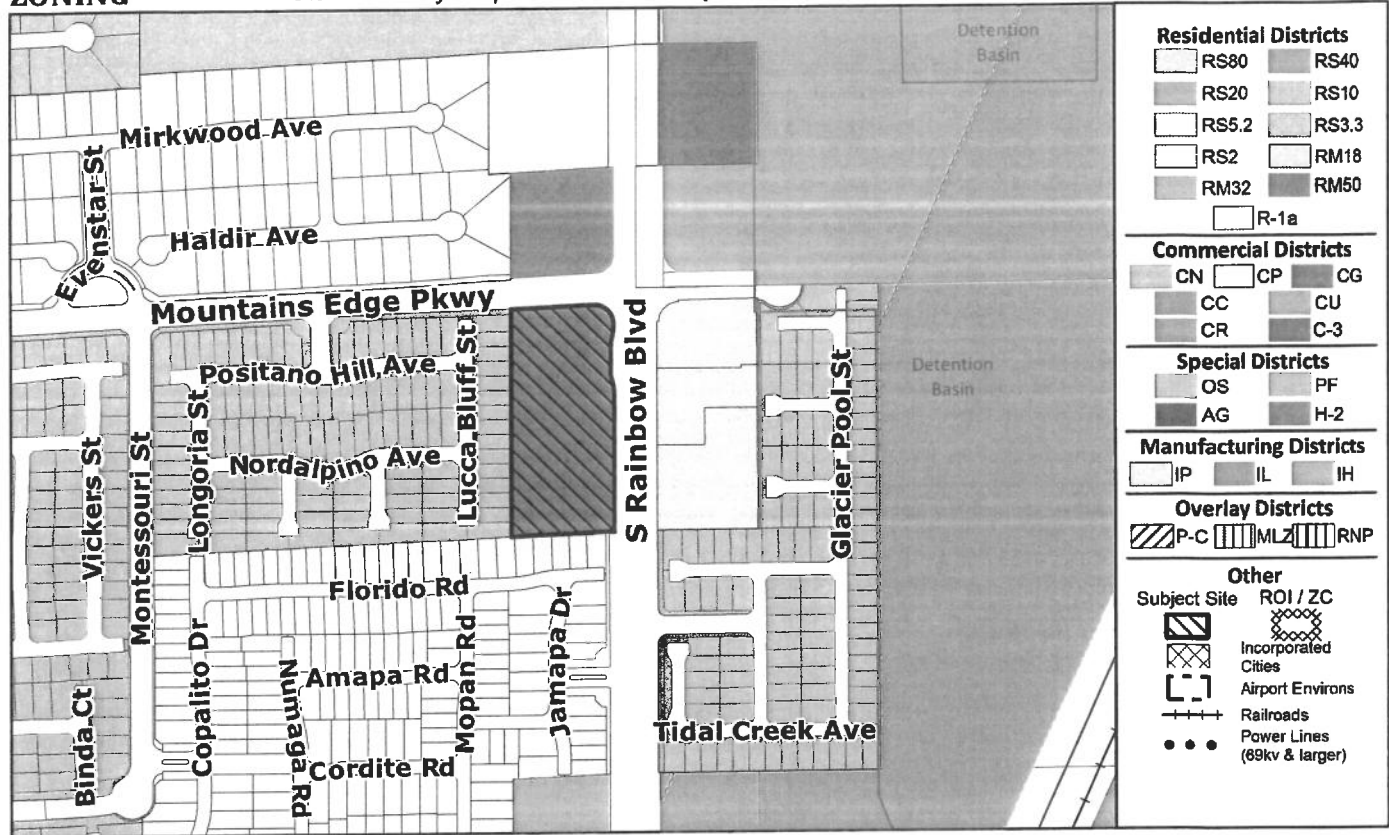 ZONING
Detention
Basin
Mirkwood Ave
Evenstar St
Haldir Ave
Mountains Edge Pkwy
Positano Hill Ave
Lucca Bluff St
S Rainbow Blvd
Glacier Pool St
Detention
Basin
Longoria St
Nordalpino Ave
Vickers St
Montessouri St
Florido Rd
Jamapa Dr
Copalito Dr
Nunnaga Rd
Amapa Rd
Mopan Rd
Tidal Creek Ave
Binda Ct
Cordite Rd
Residential Districts
RS80 RS40
RS20 RS10
RS5.2 RS3.3
RS2 RM18
RM32 RM50
R-1a
Commercial Districts
CN CP CG
CC CU
CR C-3
Special Districts
OS PF
AG H-2
Manufacturing Districts
IP IL IH
Overlay Districts
P-C MLZ RNP
Other
Subject Site ROI / ZC
Incorporated
Cities
Airport Environs
Railroads
Power Lines
(69kv & larger)